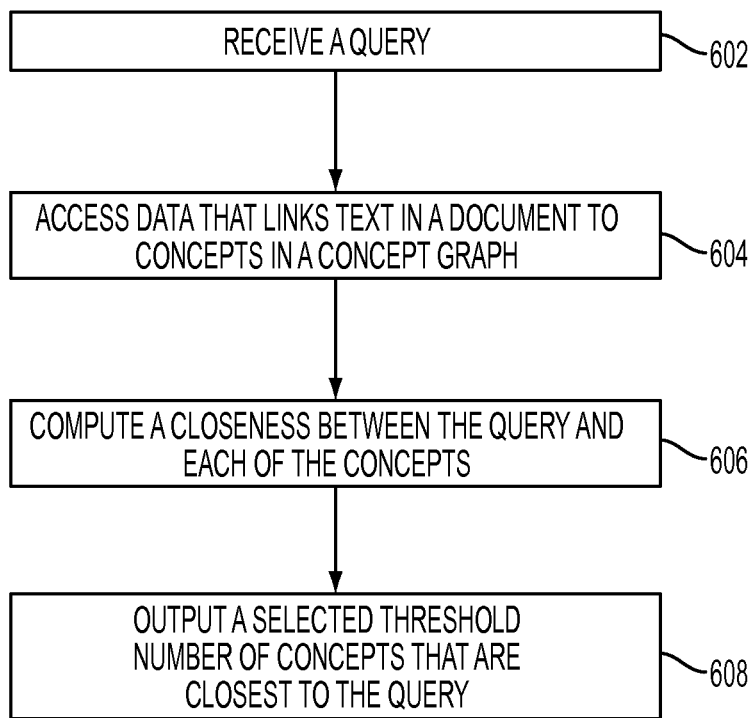 RECEIVE A QUERY
602
ACCESS DATA THAT LINKS TEXT IN A DOCUMENT TO
CONCEPTS IN A CONCEPT GRAPH
604
COMPUTE A CLOSENESS BETWEEN THE QUERY AND
EACH OF THE CONCEPTS
606
OUTPUT A SELECTED THRESHOLD
NUMBER OF CONCEPTS THAT ARE
CLOSEST TO THE QUERY
608